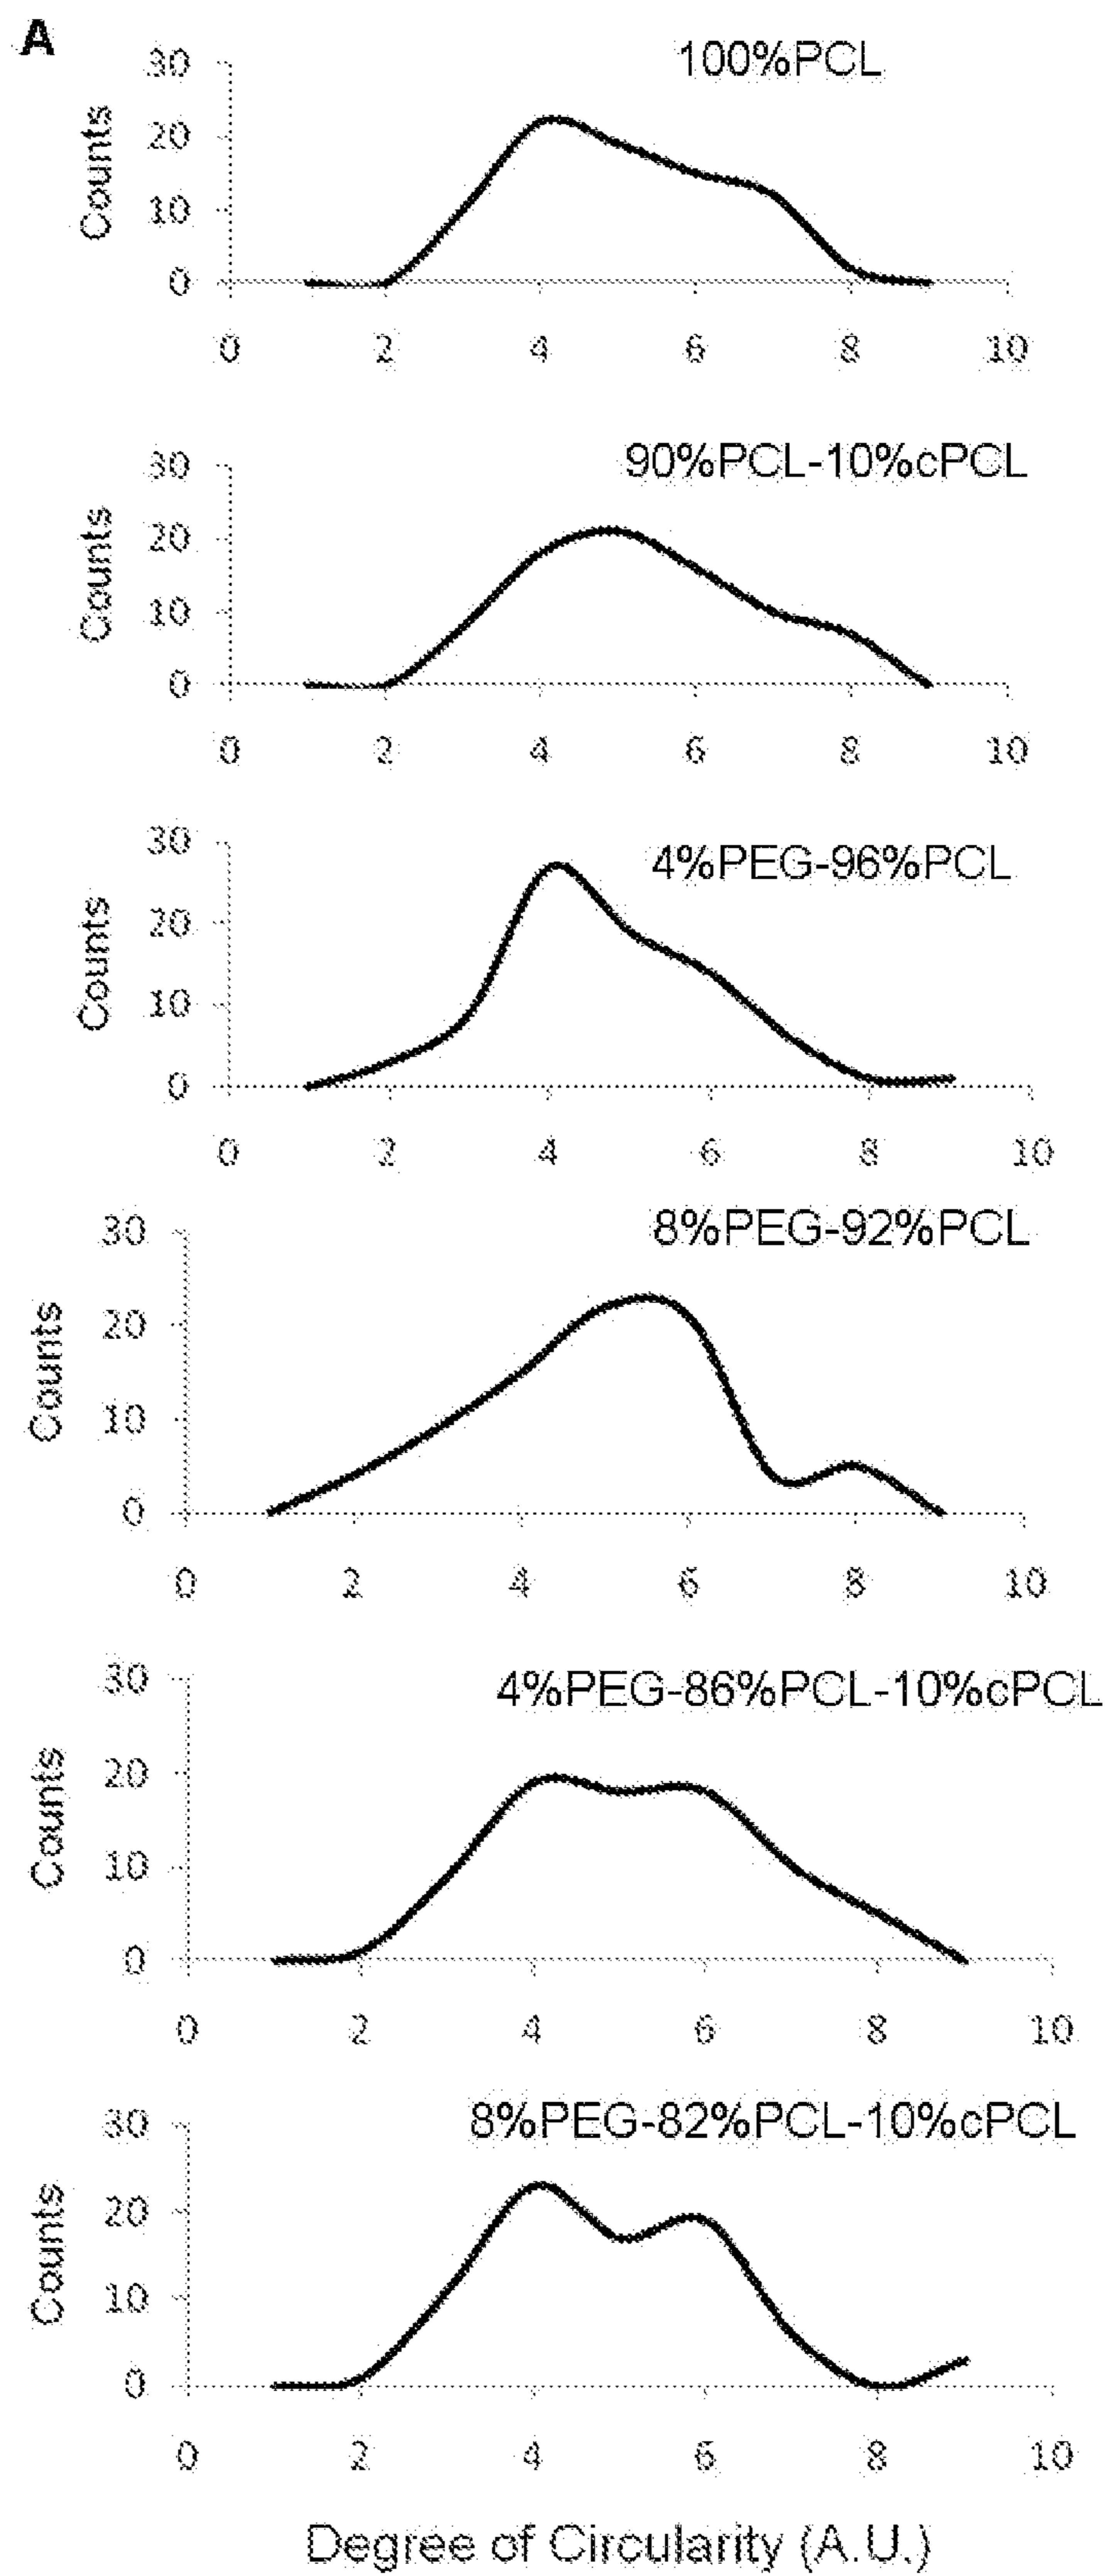 A
100%PCL
30
20
10
0
Counts
0 2 4 6 8 10
90%PCL-10%cPCL
30
20
10
0
Counts
0 2 4 6 8 10
4%PEG-96%PCL
30
20
10
0
Counts
0 2 4 6 8 10
8%PEG-92%PCL
30
20
10
0
Counts
0 2 4 6 8 10
4%PEG-86%PCL-10%cPCL
30
20
10
0
Counts
0 2 4 6 8 10
8%PEG-82%PCL-10%cPCL
30
20
10
0
Counts
0 2 4 6 8 10
Degree of Circularity (A.U.)